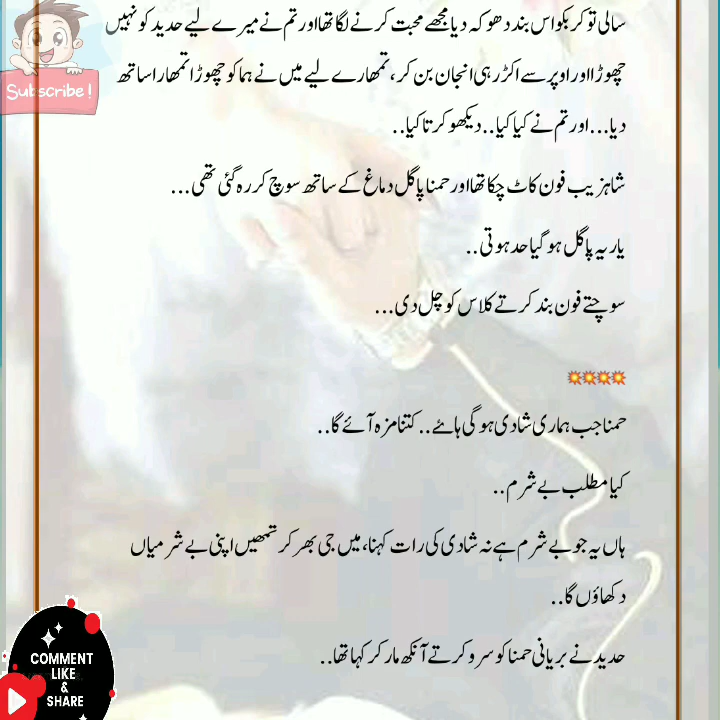 سالی تو کر بکواس بند دھوکہ دیا مجھے محبت کرنے لگا تھا اور تم نے میرے لیے حدید کو نہیں
چھوڑا اور اوپر سے اکڑ رہی انجان بن کر، تمھارے لیے میں نے ہما کو چھوڑا تمھارا ساتھ
دیا... اور تم نے کیا کیا.. دیکھو کرتا کیا..
شاہزیب فون کاٹ چکا تھا اور حمنا پاگل دماغ کے ساتھ سوچ کر رہ گئی تھی...
یار یہ پاگل ہو گیا حد ہوتی..
سوچتے فون بند کرتے کلاس کو چل دی...
💥💥💥💥
حمنا جب ہماری شادی ہو گی ہائے.. کتنا مزہ آئے گا..
کیا مطلب بے شرم..
ہاں یہ جو بے شرم ہے نہ شادی کی رات کہنا، میں جی بھر کر تمھیں اپنی بے شرمیاں
دکھاؤں گا..
حدید نے بریانی حمنا کو سرو کرتے آنکھ مار کر کہا تھا..
Subscribe!
COMMENT
LIKE
&
SHARE